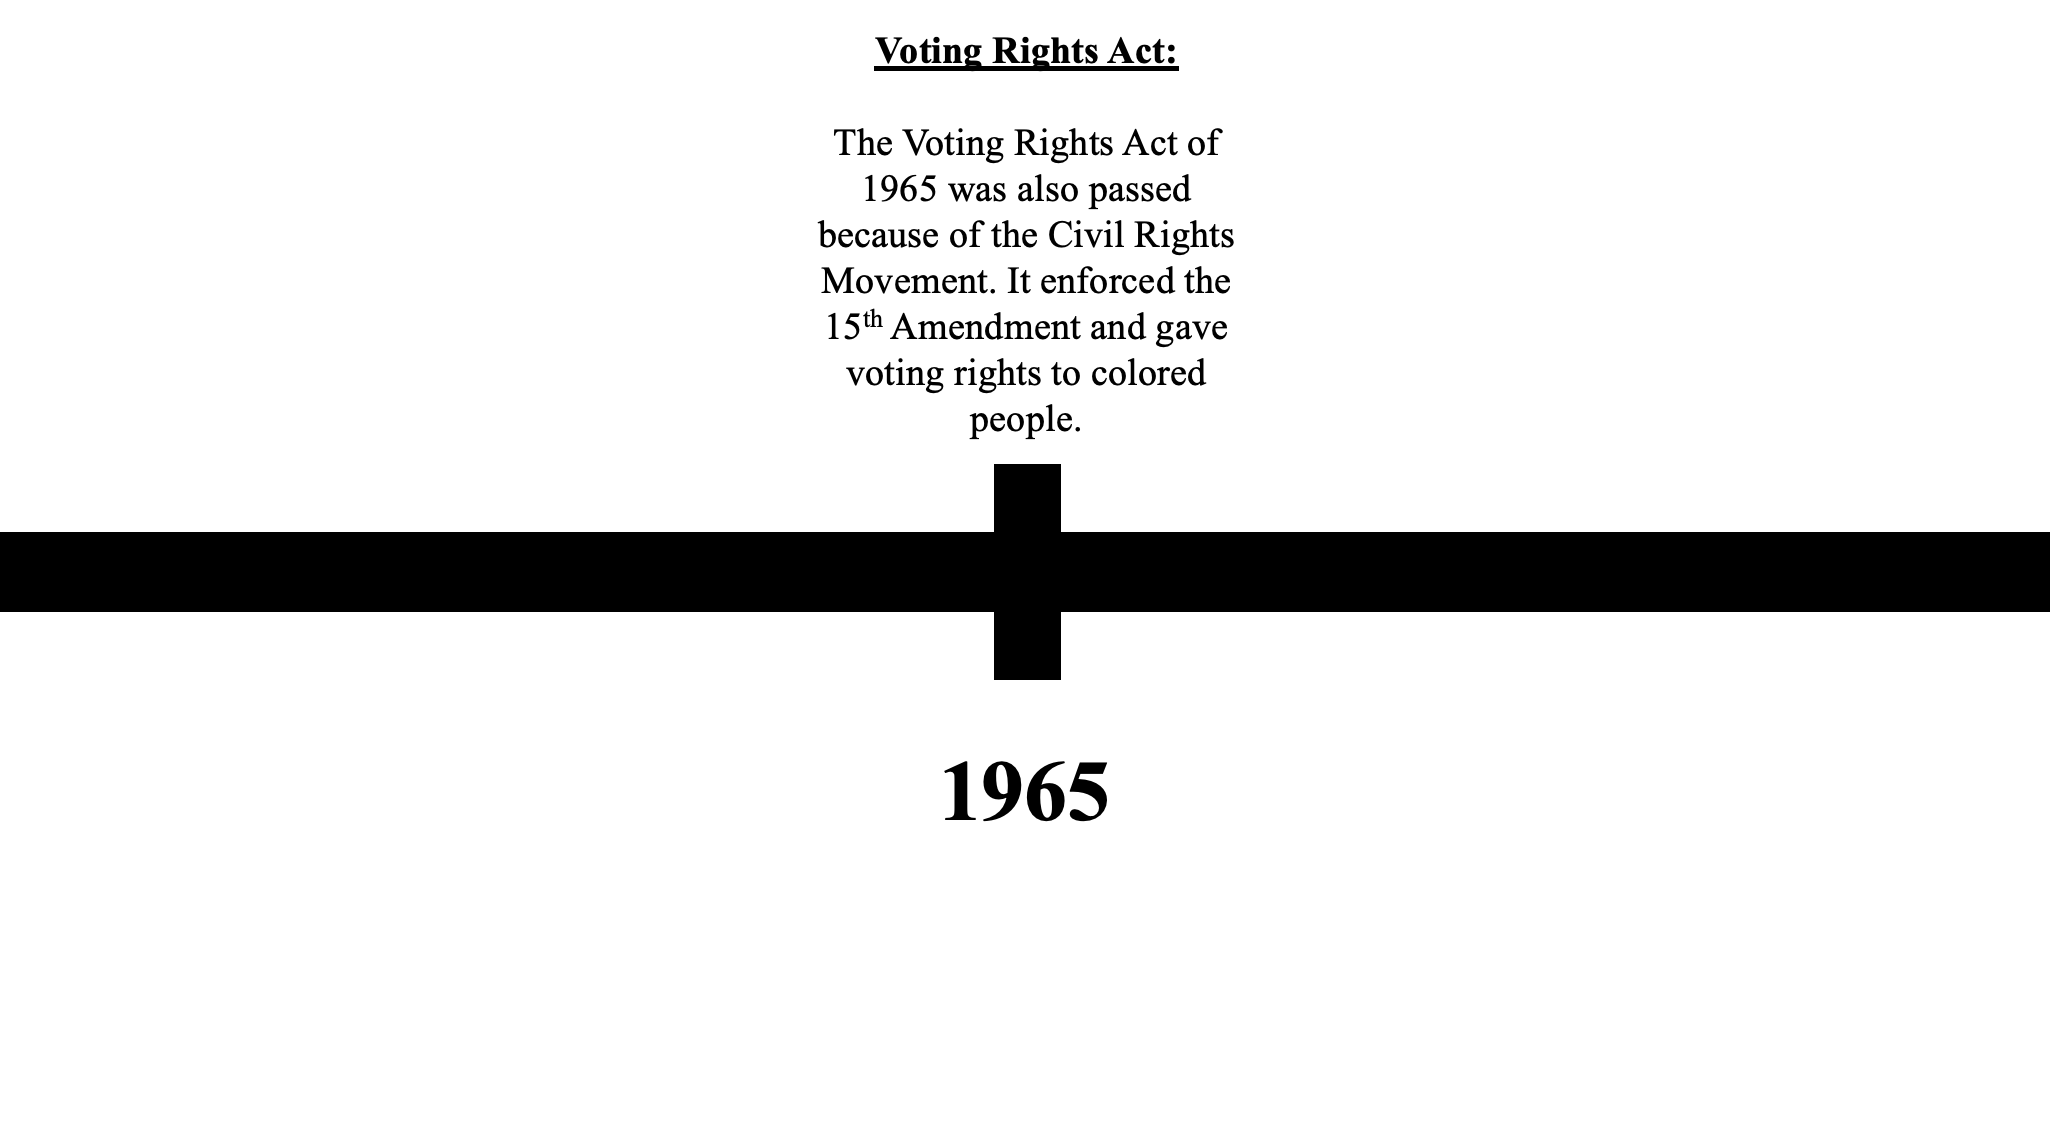 Voting Rights Act:
The Voting Rights Act of
1965 was also passed
because of the Civil Rights
Movement. It enforced the
15th Amendment and gave
voting rights to colored
people.
1965